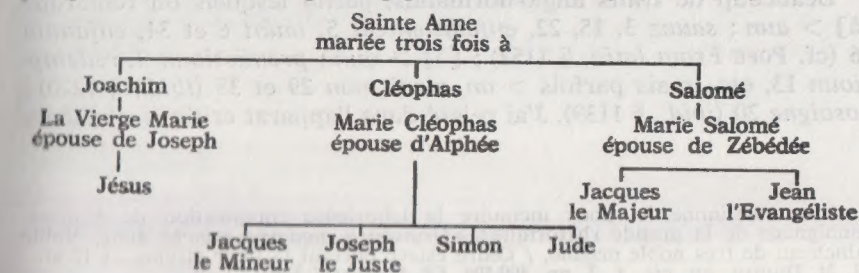 Sainte Anne
mariée trois fois à
Joachim Cléophas Salomé
La Vierge Marie Marie Cléophas Marie Salomé
épouse de Joseph épouse d'Alphée épouse de Zébédée
Jésus
Jacques Jean
le Majeur l'Evangéliste
Jacques Joseph Simon Jude
le Mineur le Juste